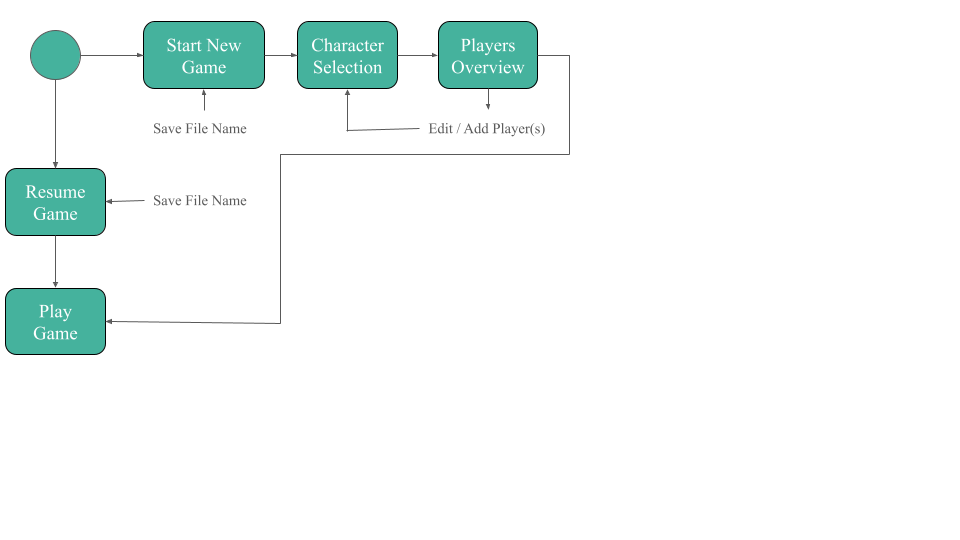 Start New
Game
Character
Selection
Players
Overview
Save File Name
Edit / Add Player(s)
Resume
Game
Save File Name
Play
Game